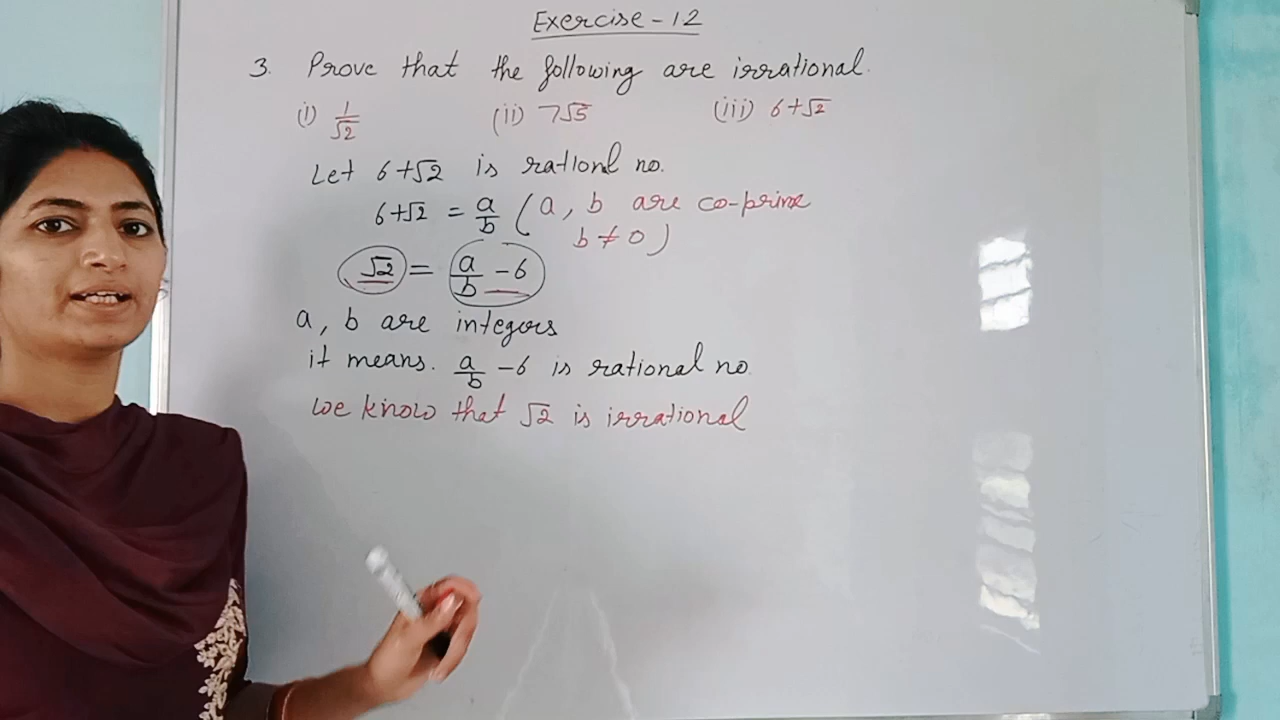 Exercise - 12
3. Prove that the following are irrational.
(i) 1/√2 (ii) 7√5 (iii) 6+√2
Let 6+√2 is rational no.
6+√2 = a/b (a, b are co-prime
b ≠ 0)
√2 = a/b - 6
a, b are integers
it means. a/b - 6 is rational no.
we know that √2 is irrational